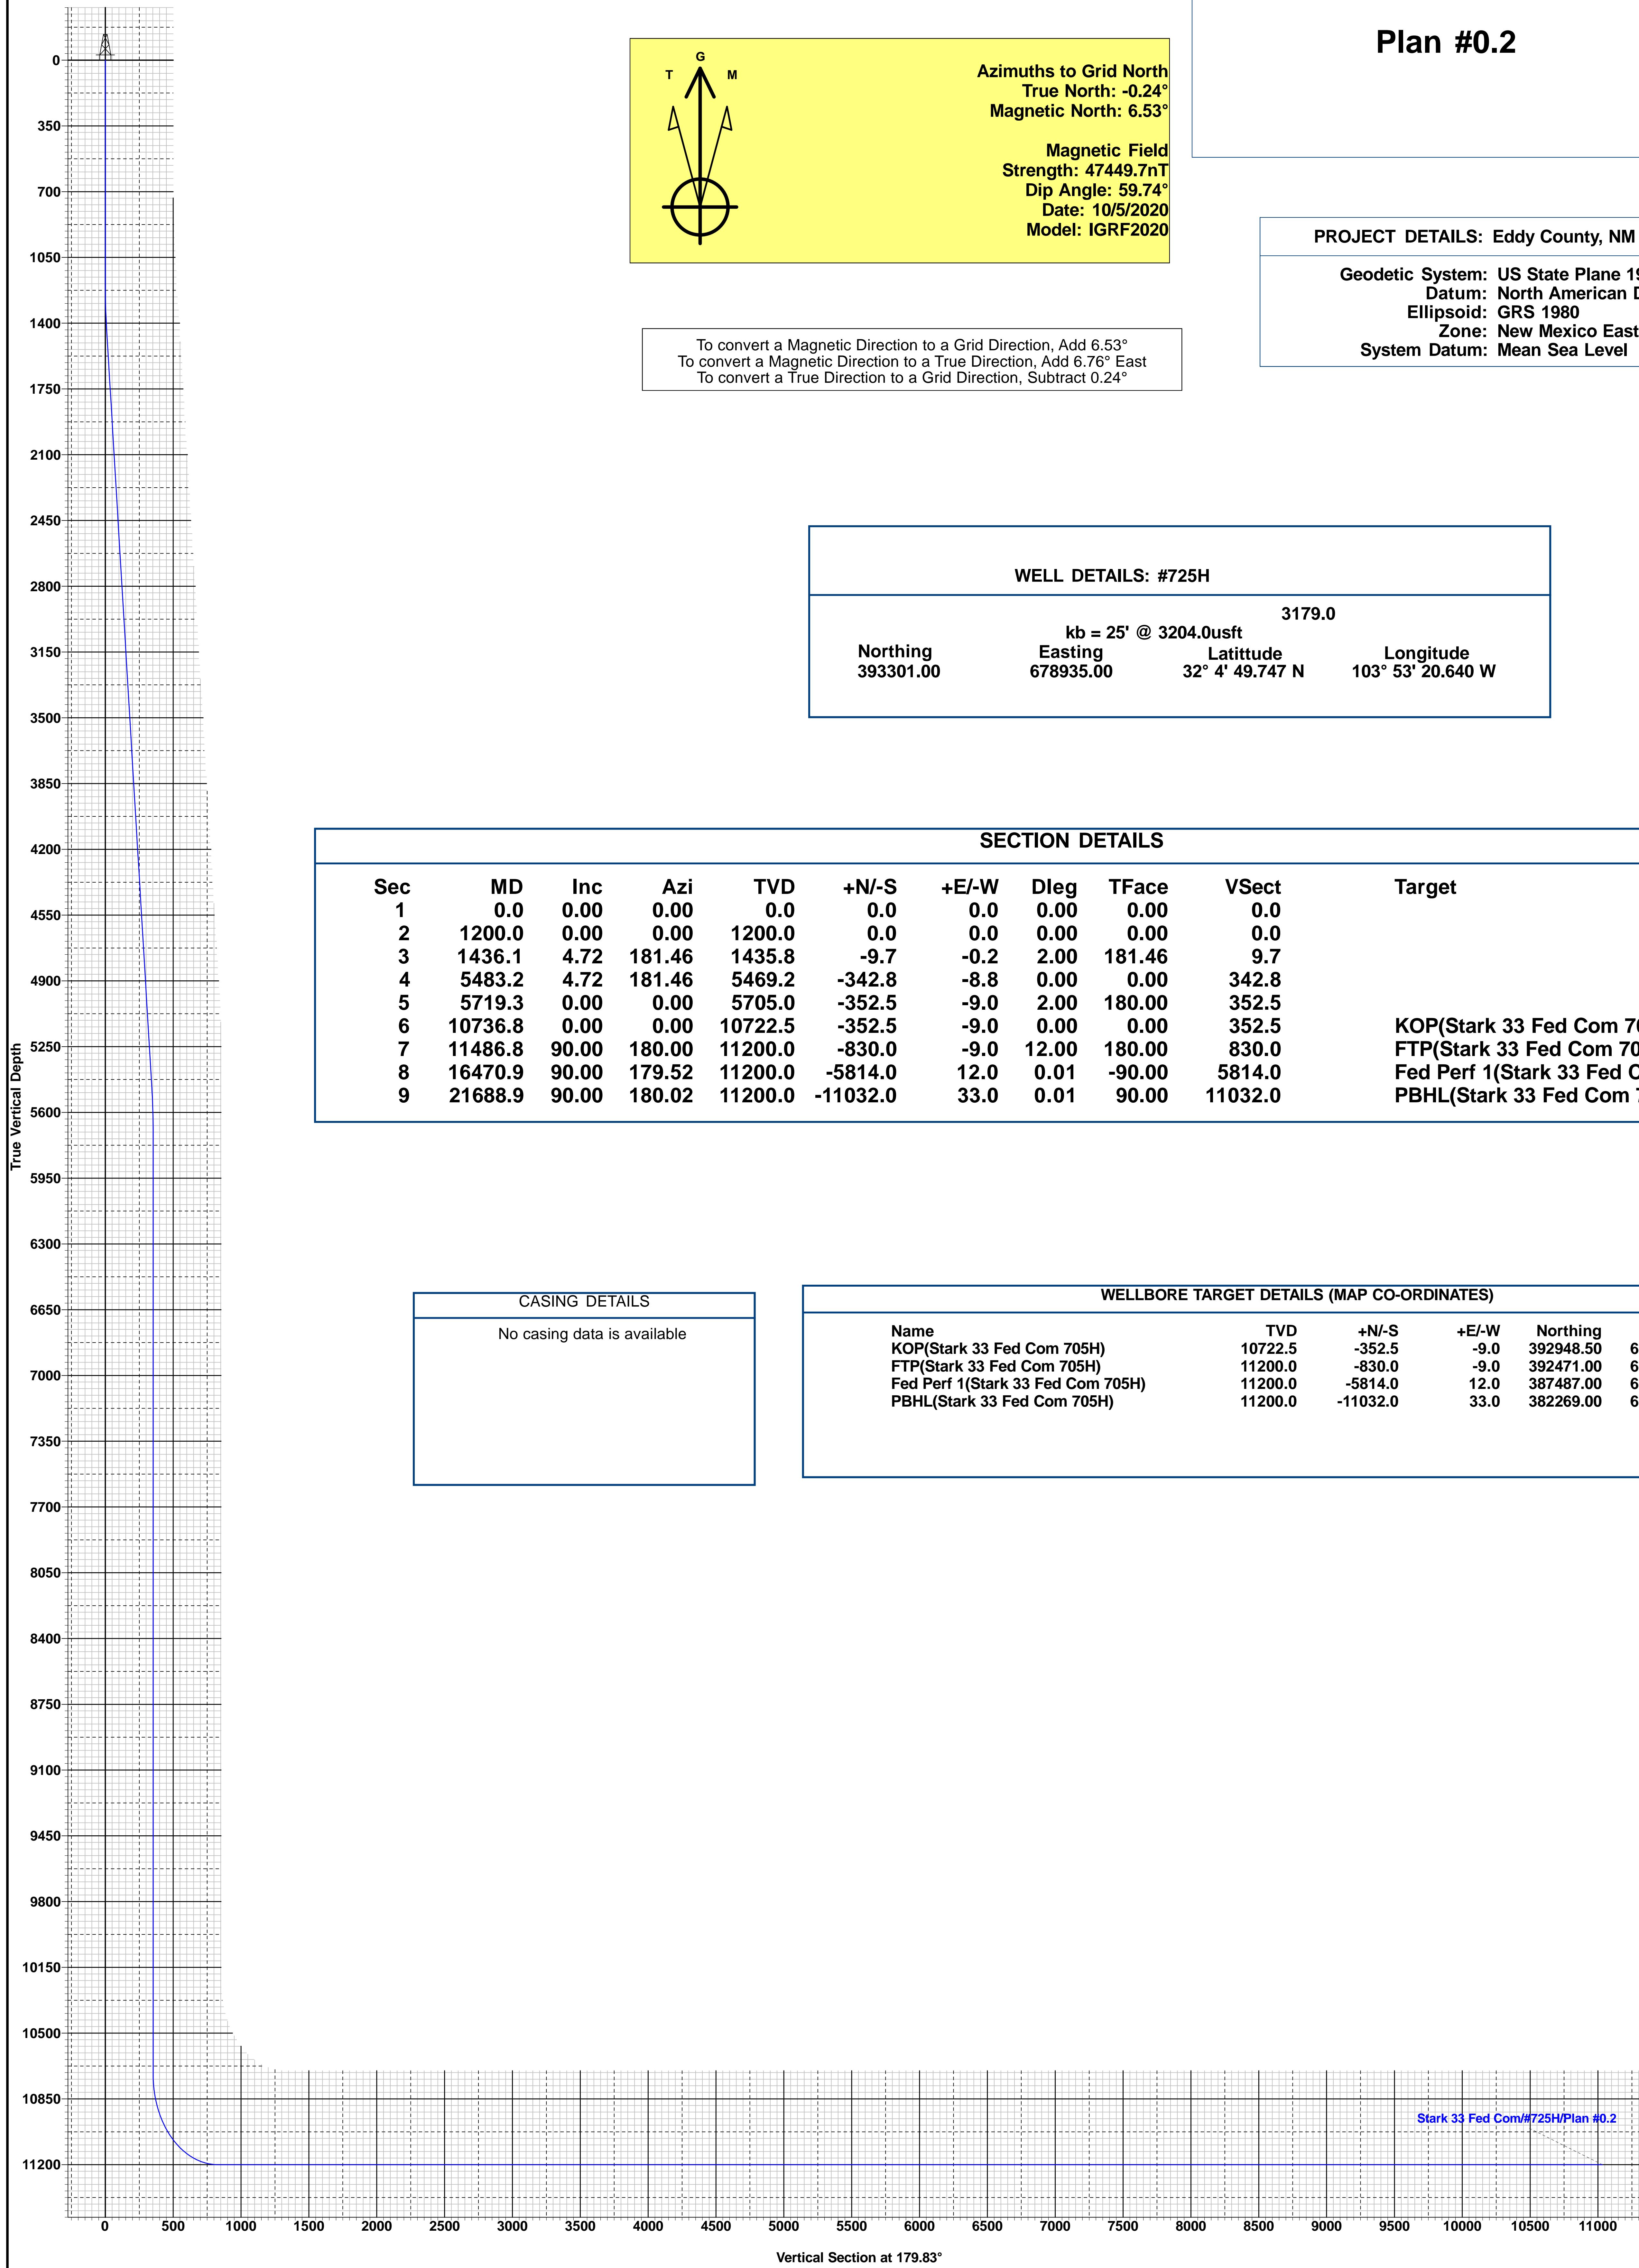 Plan #0.2
G
T M
Azimuths to Grid North
True North: -0.24°
Magnetic North: 6.53°
Magnetic Field
Strength: 47449.7nT
Dip Angle: 59.74°
Date: 10/5/2020
Model: IGRF2020
PROJECT DETAILS: Eddy County, NM
Geodetic System: US State Plane
Datum: North American
Ellipsoid: GRS 1980
Zone: New Mexico East
System Datum: Mean Sea Level
To convert a Magnetic Direction to a Grid Direction, Add 6.53°
To convert a Magnetic Direction to a True Direction, Add 6.76° East
To convert a True Direction to a Grid Direction, Subtract 0.24°
WELL DETAILS: #725H
3179.0
kb = 25' @ 3204.0usft
Northing Easting Latittude Longitude
393301.00 678935.00 32° 4' 49.747 N 103° 53' 20.640 W
SECTION DETAILS
Sec MD Inc Azi TVD +N/-S +E/-W Dleg TFace VSect Target
1 0.0 0.00 0.00 0.0 0.0 0.0 0.00 0.00 0.0
2 1200.0 0.00 0.00 1200.0 0.0 0.0 0.00 0.00 0.0
3 1436.1 4.72 181.46 1435.8 -9.7 -0.2 2.00 181.46 9.7
4 5483.2 4.72 181.46 5469.2 -342.8 -8.8 0.00 0.00 342.8
5 5719.3 0.00 0.00 5705.0 -352.5 -9.0 2.00 180.00 352.5
6 10736.8 0.00 0.00 10722.5 -352.5 -9.0 0.00 0.00 352.5 KOP(Stark 33 Fed Com
7 11486.8 90.00 180.00 11200.0 -830.0 -9.0 12.00 180.00 830.0 FTP(Stark 33 Fed Com
8 16470.9 90.00 179.52 11200.0 -5814.0 12.0 0.01 -90.00 5814.0 Fed Perf 1(Stark 33 Fed
9 21688.9 90.00 180.02 11200.0 -11032.0 33.0 0.01 90.00 11032.0 PBHL(Stark 33 Fed Com
CASING DETAILS
No casing data is available
WELLBORE TARGET DETAILS (MAP CO-ORDINATES)
Name TVD +N/-S +E/-W Northing
KOP(Stark 33 Fed Com 705H) 10722.5 -352.5 -9.0 392948.50
FTP(Stark 33 Fed Com 705H) 11200.0 -830.0 -9.0 392471.00
Fed Perf 1(Stark 33 Fed Com 705H) 11200.0 -5814.0 12.0 387487.00
PBHL(Stark 33 Fed Com 705H) 11200.0 -11032.0 33.0 382269.00
True Vertical Depth
0
350
700
1050
1400
1750
2100
2450
2800
3150
3500
3850
4200
4550
4900
5250
5600
5950
6300
6650
7000
7350
7700
8050
8400
8750
9100
9450
9800
10150
10500
10850
11200
Stark 33 Fed Com/#725H/Plan #0.2
0 500 1000 1500 2000 2500 3000 3500 4000 4500 5000 5500 6000 6500 7000 7500 8000 8500 9000 9500 10000 10500 11000
Vertical Section at 179.83°